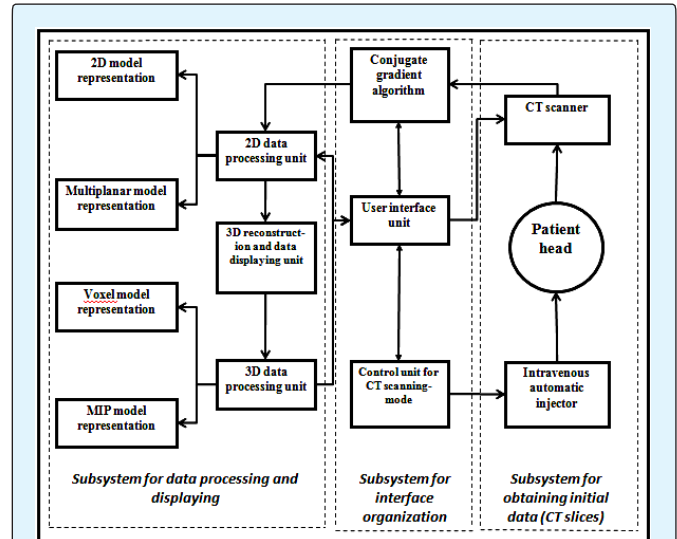 2D model
representation
Multiplanar model
representation
Voxel model
representation
MIP model
representation
2D data
processing unit
3D reconstruct-
ion and data
displaying unit
3D data
processing unit
Subsystem for data processing and
displaying
Conjugate
gradient
algorithm
User interface
unit
Control unit for
CT scanning-
mode
Subsystem for
interface
organization
CT scanner
Patient
head
Intravenous
automatic
injector
Subsystem for
obtaining initial
data (CT slices)